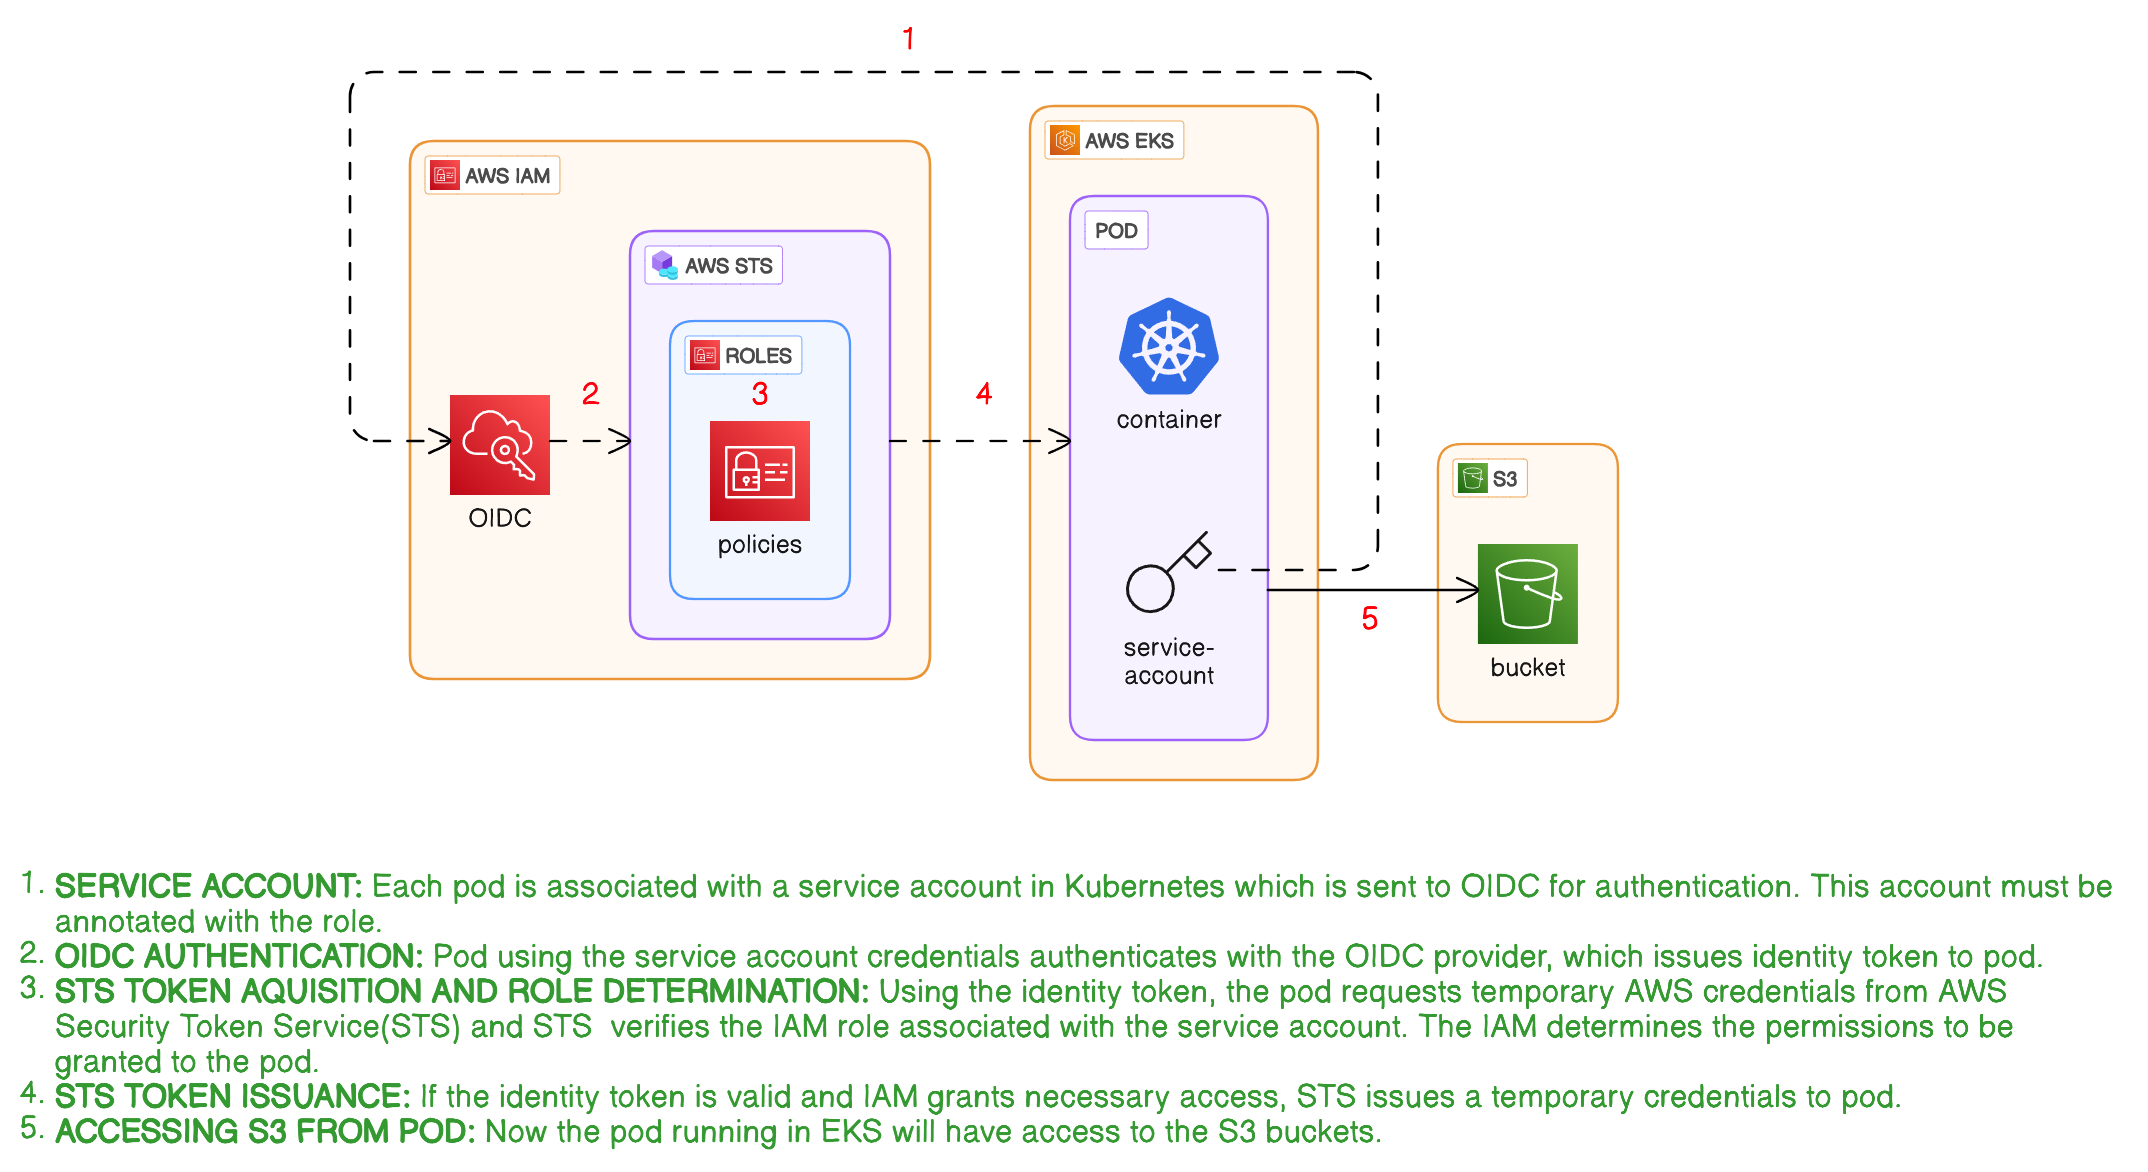 1
AWS IAM
AWS STS
ROLES
2
3
4
OIDC
policies
AWS EKS
POD
container
service-
account
5
S3
bucket
1. SERVICE ACCOUNT: Each pod is associated with a service account in Kubernetes which is sent to OIDC for authentication. This account must be
annotated with the role.
2. OIDC AUTHENTICATION: Pod using the service account credentials authenticates with the OIDC provider, which issues identity token to pod.
3. STS TOKEN AQUISITION AND ROLE DETERMINATION: Using the identity token, the pod requests temporary AWS credentials from AWS
Security Token Service(STS) and STS  verifies the IAM role associated with the service account. The IAM determines the permissions to be
granted to the pod.
4. STS TOKEN ISSUANCE: If the identity token is valid and IAM grants necessary access, STS issues a temporary credentials to pod.
5. ACCESSING S3 FROM POD: Now the pod running in EKS will have access to the S3 buckets.